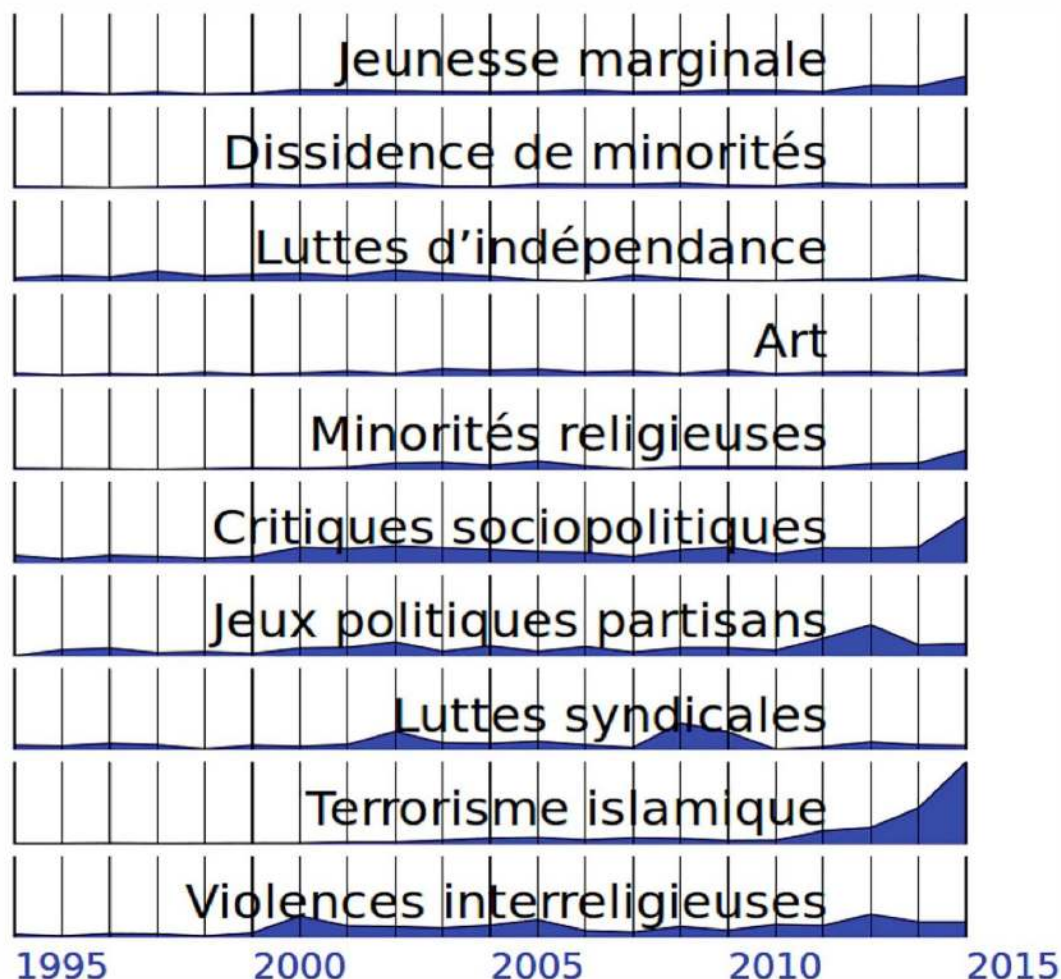 Jeunesse marginale
Dissidence de minorités
Luttes d’indépendance
Art
Minorités religieuses
Critiques sociopolitiques
Jeux politiques partisans
Luttes syndicales
Terrorisme islamique
Violences interreligieuses
1995 2000 2005 2010 2015